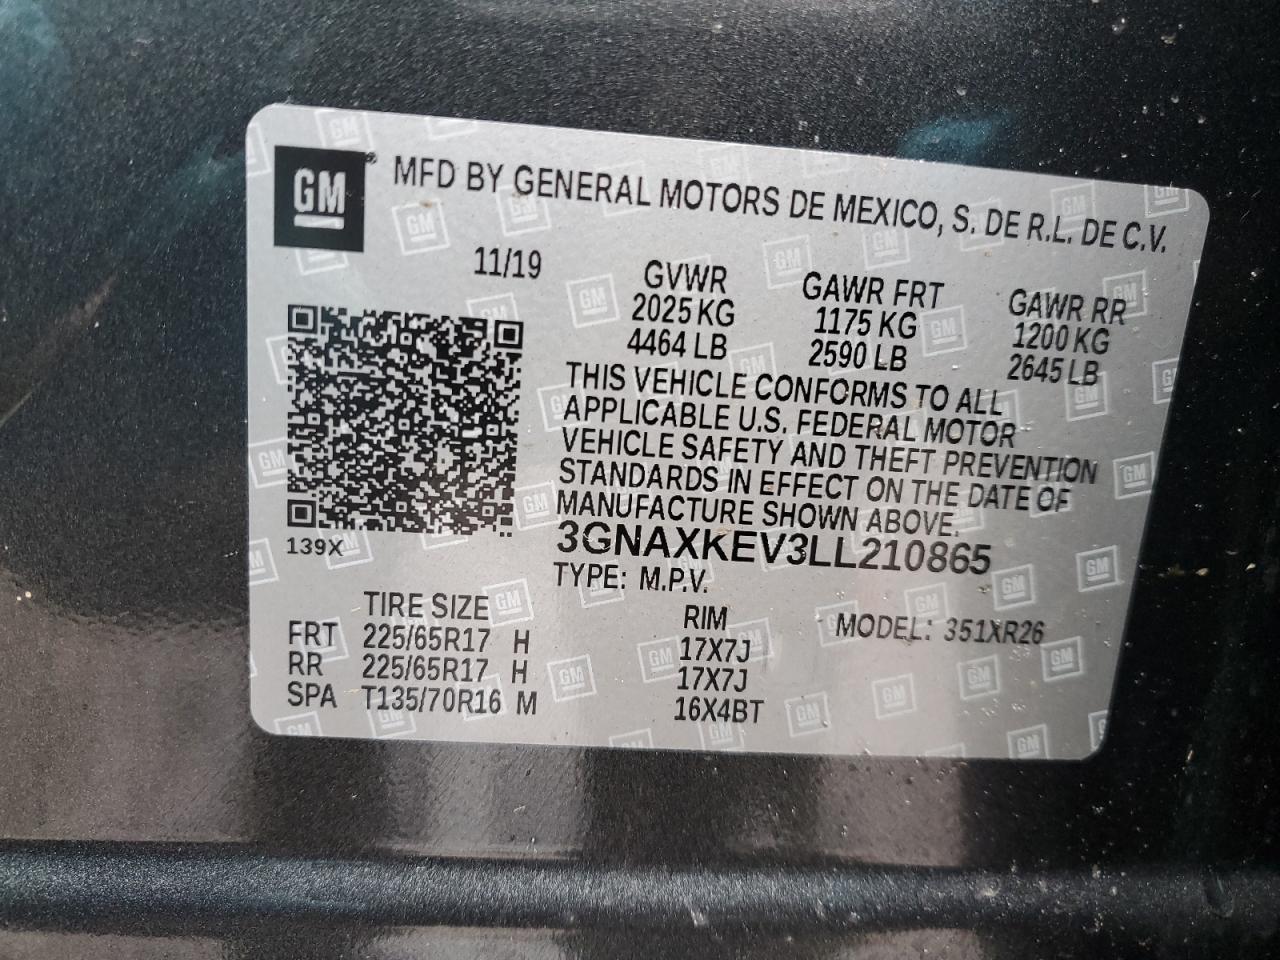 GM ® MFD BY GENERAL MOTORS DE MEXICO, S. DE R.L. DE C.V.
11/19
GVWR GAWR FRT GAWR RR
2025 KG 1175 KG 1200 KG
4464 LB 2590 LB 2645 LB
THIS VEHICLE CONFORMS TO ALL
APPLICABLE U.S. FEDERAL MOTOR
VEHICLE SAFETY AND THEFT PREVENTION
STANDARDS IN EFFECT ON THE DATE OF
MANUFACTURE SHOWN ABOVE.
139X
3GNAXKEV3LL210865
TYPE: M.P.V.
TIRE SIZE RIM MODEL: 351XR26
FRT 225/65R17 H 17X7J
RR 225/65R17 H 17X7J
SPA T135/70R16 M 16X4BT